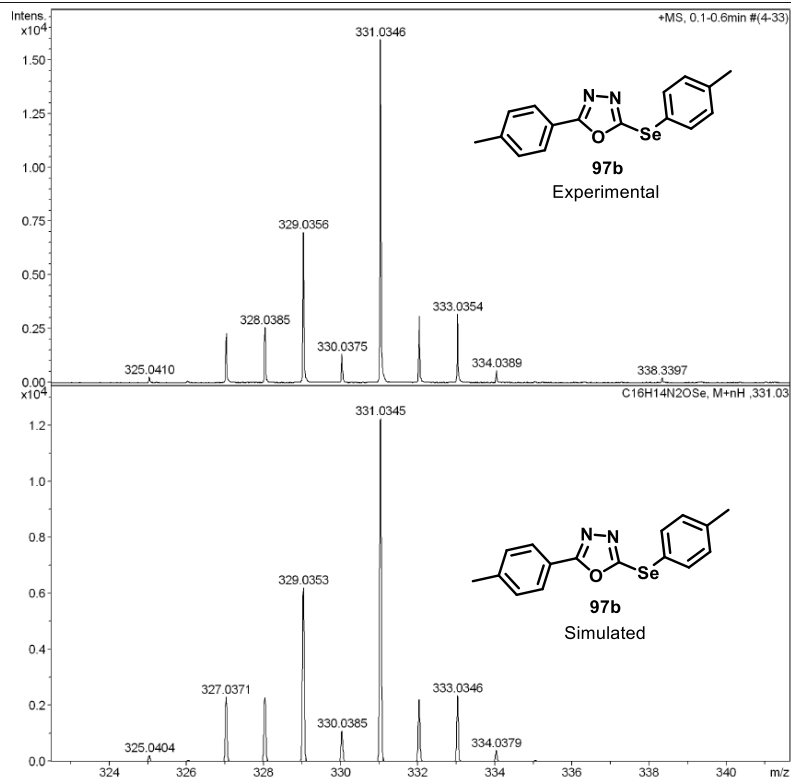 Intens.
x10⁴
+MS, 0.1-0.6min #(4-33)
331.0346
1.50
N N
O
Se
97b
Experimental
1.25
1.00
0.75
329.0356
0.50
328.0385
333.0354
0.25
330.0375
325.0410
334.0389
338.3397
0.00
x10⁴
C16H14N2OSe, M+nH ,331.03
331.0345
1.2
1.0
N N
O
Se
97b
Simulated
0.8
329.0353
0.6
0.4
327.0371
333.0346
0.2
330.0385
334.0379
325.0404
0.0
324 326 328 330 332 334 336 338 340 m/z